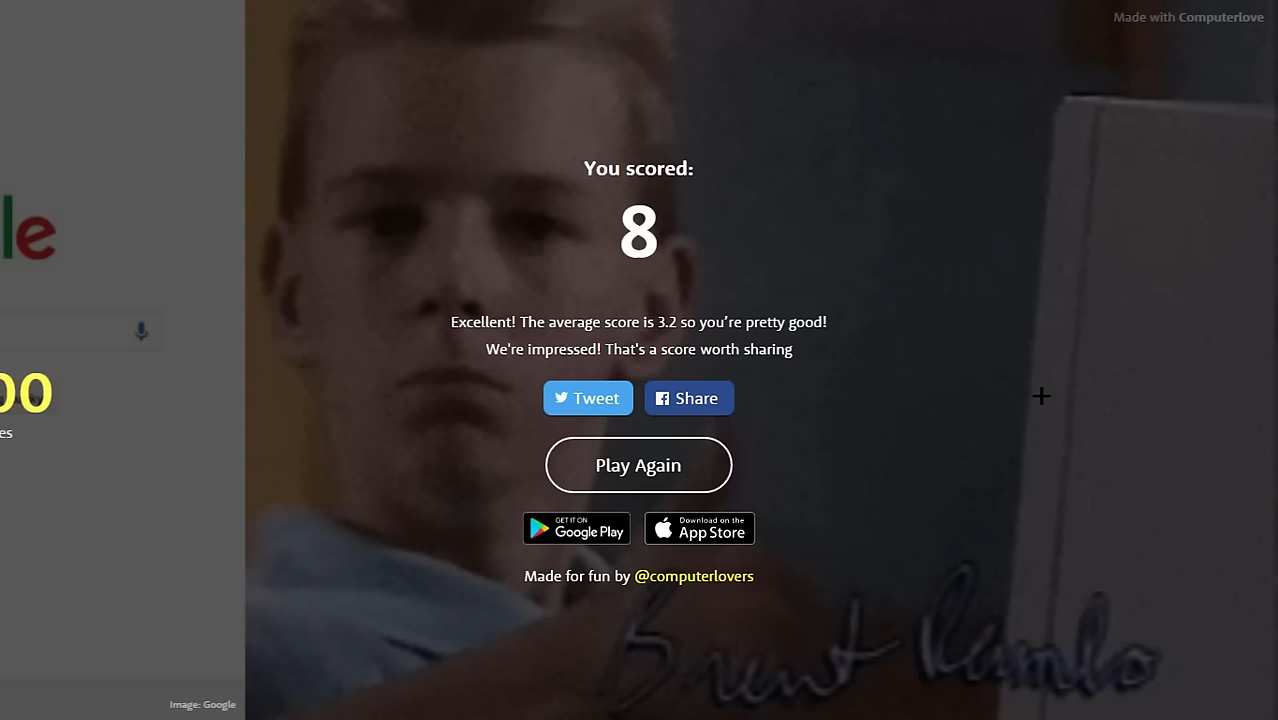 Made with Computerlove
You scored:
8
le
00
es
Excellent! The average score is 3.2 so you’re pretty good!
We're impressed! That's a score worth sharing
Tweet
Share
Play Again
GET IT ON
Google Play
Download on the
App Store
Made for fun by @computerlovers
Brent Rambo
Image: Google